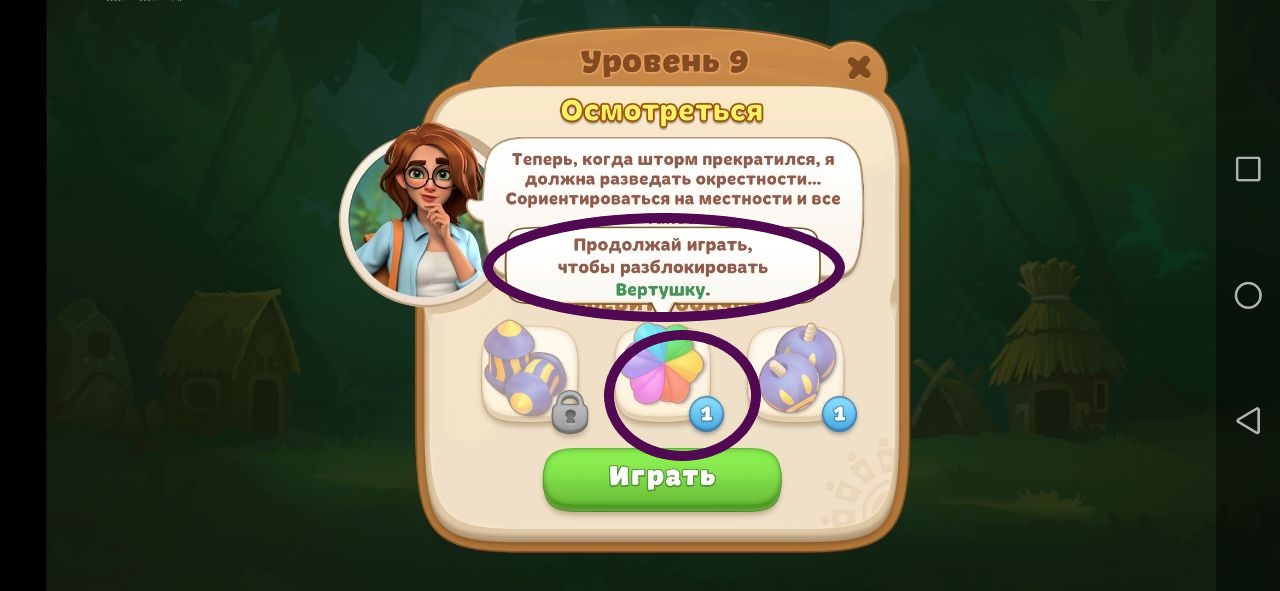 Уровень 9
Осмотреться
Теперь, когда шторм прекратился, я
должна разведать окрестности...
Сориентироваться на местности и все
Продолжай играть,
чтобы разблокировать
Вертушку.
1
1
Играть